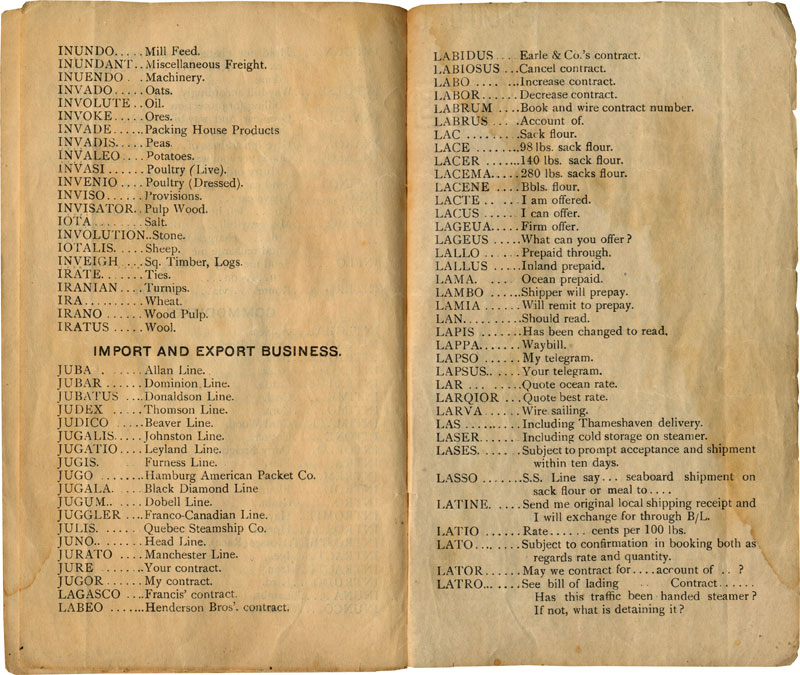 INUNDO.....Mill Feed.
INUNDANT..Miscellaneous Freight.
INUENDO . .Machinery.
INVADO.....Oats.
INVOLUTE..Oil.
INVOKE.....Ores.
INVADE......Packing House Products
INVADIS.....Peas.
INVALEO....Potatoes.
INVASI......Poultry (Live).
INVENIO....Poultry (Dressed).
INVISO......Provisions.
INVISATOR..Pulp Wood.
IOTA........Salt.
INVOLUTION..Stone.
IOTALIS.....Sheep.
INVEIGH ...Sq. Timber, Logs.
IRATE.......Ties.
IRANIAN....Turnips.
IRA..........Wheat.
IRANO......Wood Pulp.
IRATUS.....Wool.
IMPORT AND EXPORT BUSINESS.
JUBA . ......Allan Line.
JUBAR ......Dominion Line.
JUBATUS ....Donaldson Line.
JUDEX .....Thomson Line.
JUDICO.....Beaver Line.
JUGALIS.....Johnston Line.
JUGATIO....Leyland Line.
JUGIS. Furness Line.
JUGO ........Hamburg American Packet Co.
JUGALA. ....Black Diamond Line
JUGUM.. ....Dobell Line.
JUGGLER ...Franco-Canadian Line.
JULIS. .....Quebec Steamship Co.
JUNO.. ......Head Line.
JURATO ....Manchester Line.
JURE .......Your contract.
JUGOR......My contract.
LAGASCO ....Francis' contract.
LABEO .......Henderson Bros'. contract.
LABIDUS ...Earle & Co.'s contract.
LABIOSUS ...Cancel contract.
LABO .... ....Increase contract.
LABOR.......Decrease contract.
LABRUM ....Book and wire contract number.
LABRUS ... .Account of.
LAC .........Sack flour.
LACE ........98 lbs. sack flour.
LACER .......140 lbs. sack flour.
LACEMA.....280 lbs. sacks flour.
LACENE ....Bbls. flour.
LACTE .. ...I am offered.
LACUS .....I can offer.
LAGEUA.....Firm offer.
LAGEUS ....What can you offer?
LALLO .....Prepaid through.
LALLUS .....Inland prepaid.
LAMA. ... Ocean prepaid.
LAMBO ......Shipper will prepay.
LAMIA ......Will remit to prepay.
LAN..........Should read.
LAPIS ........Has been changed to read.
LAPPA.......Waybill.
LAPSO ......My telegram.
LAPSUS......Your telegram.
LAR ... ......Quote ocean rate.
LARQIOR ...Quote best rate.
LARVA ......Wire sailing.
LAS .........Including Thameshaven delivery.
LASER...... Including cold storage on steamer.
LASES. .....Subject to prompt acceptance and shipment
within ten days.
LASSO .......S.S. Line say... seaboard shipment on
sack flour or meal to....
LATINE. ....Send me original local shipping receipt and
I will exchange for through B/L.
LATIO ......Rate...... cents per 100 lbs.
LATO... .....Subject to confirmation in booking both as
regards rate and quantity.
LATOR......May we contract for....account of .. ?
LATRO... ....See bill of lading Contract......
Has this traffic been handed steamer?
If not, what is detaining it?